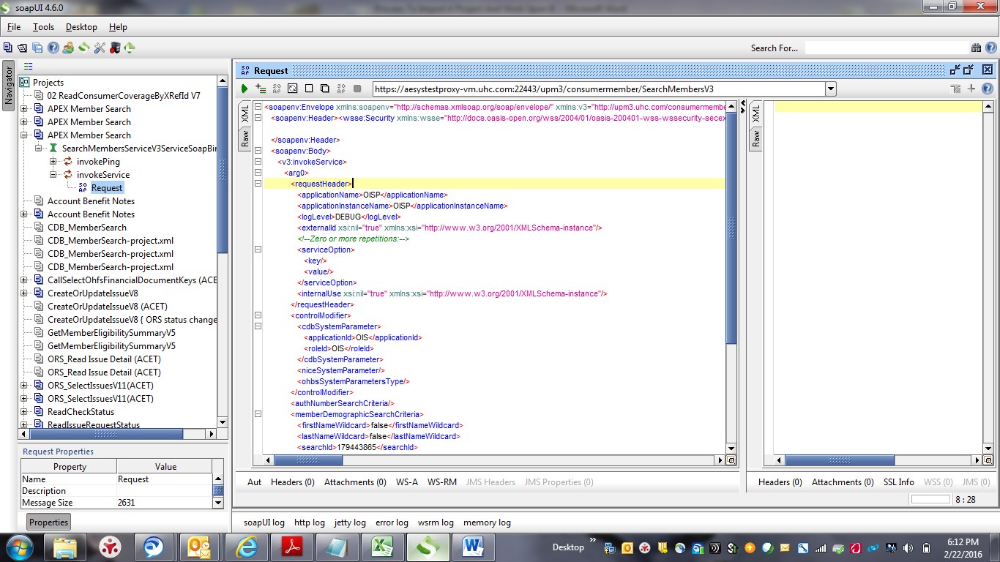 soapUI 4.6.0
File Tools Desktop Help
Search For...
Navigator
Projects
02 ReadConsumerCoverageByXRefId V7
APEX Member Search
APEX Member Search
APEX Member Search
SearchMembersServiceV3ServiceSoapBin
invokePing
invokeService
Request
Account Benefit Notes
Account Benefit Notes
CDB_MemberSearch
CDB_MemberSearch-project.xml
CDB_MemberSearch-project.xml
CDB_MemberSearch-project.xml
CallSelectOhfsFinancialDocumentKeys (ACE
CreateOrUpdateIssueV8
CreateOrUpdateIssueV8 (ACET)
CreateOrUpdateIssueV8 { ORS status change
GetMemberEligibilitySummaryV5
GetMemberEligibilitySummaryV5
ORS_Read Issue Detail (ACET)
ORS_Read Issue Detail (ACET)
ORS_SelectIssuesV11(ACET)
ORS_SelectIssuesV11(ACET)
ReadCheckStatus
ReadIssueRequestStatus
Request Properties
Property Value
Name Request
Description
Message Size 2631
Properties
Request
https://aesystestproxy-vm.uhc.com:22443/upm3/consumermember/SearchMembersV3
XML
Raw
<soapenv:Envelope xmlns:soapenv="http://schemas.xmlsoap.org/soap/envelope/" xmlns:v3="http://upm3.uhc.com/consumermembe
<soapenv:Header><wsse:Security xmlns:wsse="http://docs.oasis-open.org/wss/2004/01/oasis-200401-wss-wssecurity-secex
</soapenv:Header>
<soapenv:Body>
<v3:invokeService>
<arg0>
<requestHeader>
<applicationName>OISP</applicationName>
<applicationInstanceName>OISP</applicationInstanceName>
<logLevel>DEBUG</logLevel>
<externalId xsi:nil="true" xmlns:xsi="http://www.w3.org/2001/XMLSchema-instance"/>
<!--Zero or more repetitions:-->
<serviceOption>
<key/>
<value/>
</serviceOption>
<internalUse xsi:nil="true" xmlns:xsi="http://www.w3.org/2001/XMLSchema-instance"/>
</requestHeader>
<controlModifier>
<cdbSystemParameter>
<applicationId>OIS</applicationId>
<roleId>OIS</roleId>
</cdbSystemParameter>
<niceSystemParameter/>
<ohbsSystemParametersType/>
</controlModifier>
<authNumberSearchCriteria/>
<memberDemographicSearchCriteria>
<firstNameWildcard>false</firstNameWildcard>
<lastNameWildcard>false</lastNameWildcard>
<searchId>179443865</searchId>
XML
Raw
Aut Headers (0) Attachments (0) WS-A WS-RM JMS Headers JMS Properties (0)
Headers (0) Attachments (0) SSL Info WSS (0) JMS (0)
8 : 28
soapUI log http log jetty log error log wsrm log memory log
Desktop
6:12 PM
2/22/2016